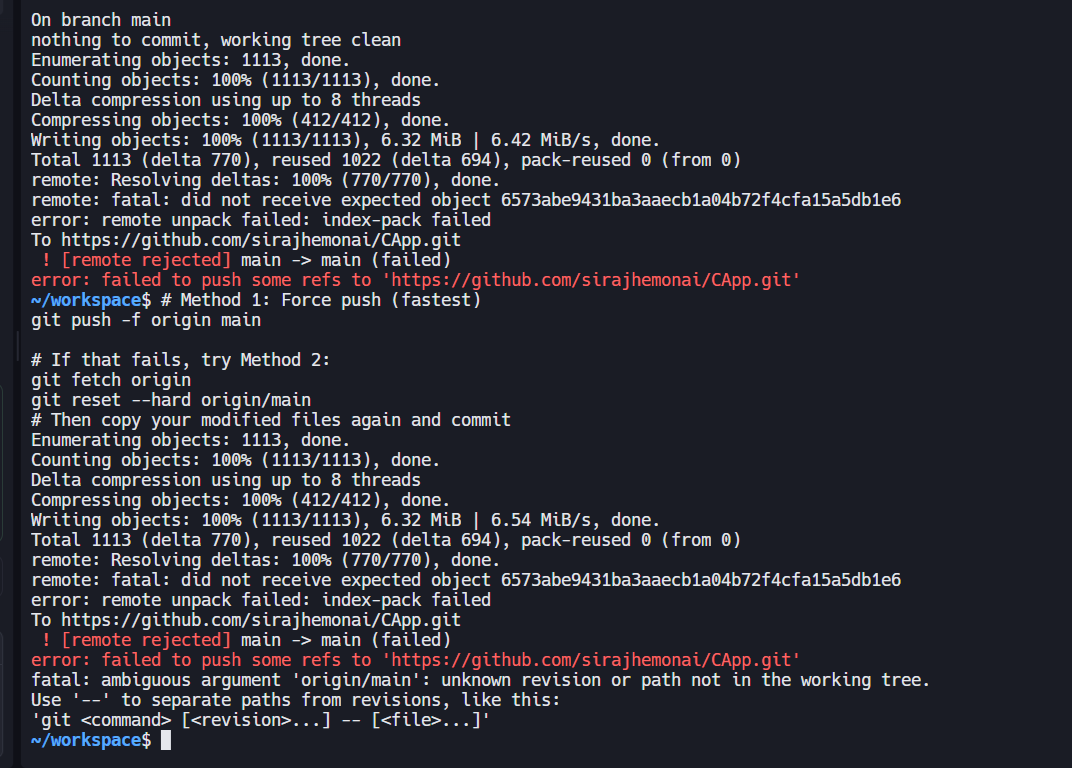 On branch main
nothing to commit, working tree clean
Enumerating objects: 1113, done.
Counting objects: 100% (1113/1113), done.
Delta compression using up to 8 threads
Compressing objects: 100% (412/412), done.
Writing objects: 100% (1113/1113), 6.32 MiB | 6.42 MiB/s, done.
Total 1113 (delta 770), reused 1022 (delta 694), pack-reused 0 (from 0)
remote: Resolving deltas: 100% (770/770), done.
remote: fatal: did not receive expected object 6573abe9431ba3aaecb1a04b72f4cfa15a5db1e6
error: remote unpack failed: index-pack failed
To https://github.com/sirajhemonai/CApp.git
 ! [remote rejected] main -> main (failed)
error: failed to push some refs to 'https://github.com/sirajhemonai/CApp.git'
~/workspace$ # Method 1: Force push (fastest)
git push -f origin main

# If that fails, try Method 2:
git fetch origin
git reset --hard origin/main
# Then copy your modified files again and commit
Enumerating objects: 1113, done.
Counting objects: 100% (1113/1113), done.
Delta compression using up to 8 threads
Compressing objects: 100% (412/412), done.
Writing objects: 100% (1113/1113), 6.32 MiB | 6.54 MiB/s, done.
Total 1113 (delta 770), reused 1022 (delta 694), pack-reused 0 (from 0)
remote: Resolving deltas: 100% (770/770), done.
remote: fatal: did not receive expected object 6573abe9431ba3aaecb1a04b72f4cfa15a5db1e6
error: remote unpack failed: index-pack failed
To https://github.com/sirajhemonai/CApp.git
 ! [remote rejected] main -> main (failed)
error: failed to push some refs to 'https://github.com/sirajhemonai/CApp.git'
fatal: ambiguous argument 'origin/main': unknown revision or path not in the working tree.
Use '--' to separate paths from revisions, like this:
'git <command> [<revision>...] -- [<file>...]'
~/workspace$